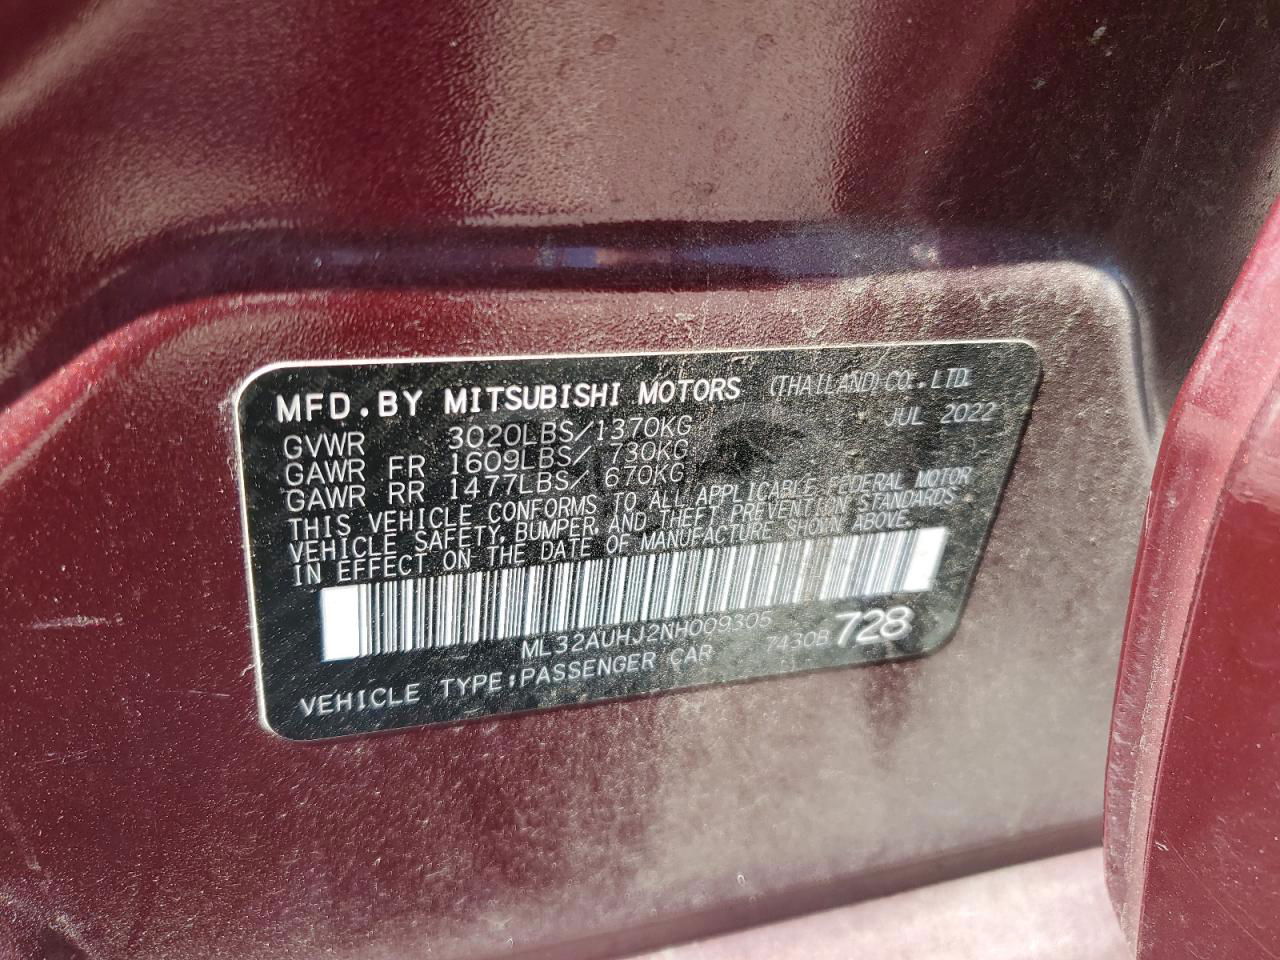 MFD.BY MITSUBISHI MOTORS (THAILAND)CO.,LTD.
JUL 2022
GVWR 3020LBS/1370KG
GAWR FR 1609LBS/ 730KG
GAWR RR 1477LBS/ 670KG
THIS VEHICLE CONFORMS TO ALL APPLICABLE FEDERAL MOTOR
VEHICLE SAFETY, BUMPER, AND THEFT PREVENTION STANDARDS
IN EFFECT ON THE DATE OF MANUFACTURE SHOWN ABOVE.
ML32AUHJ2NH009305
7430B 728
VEHICLE TYPE:PASSENGER CAR